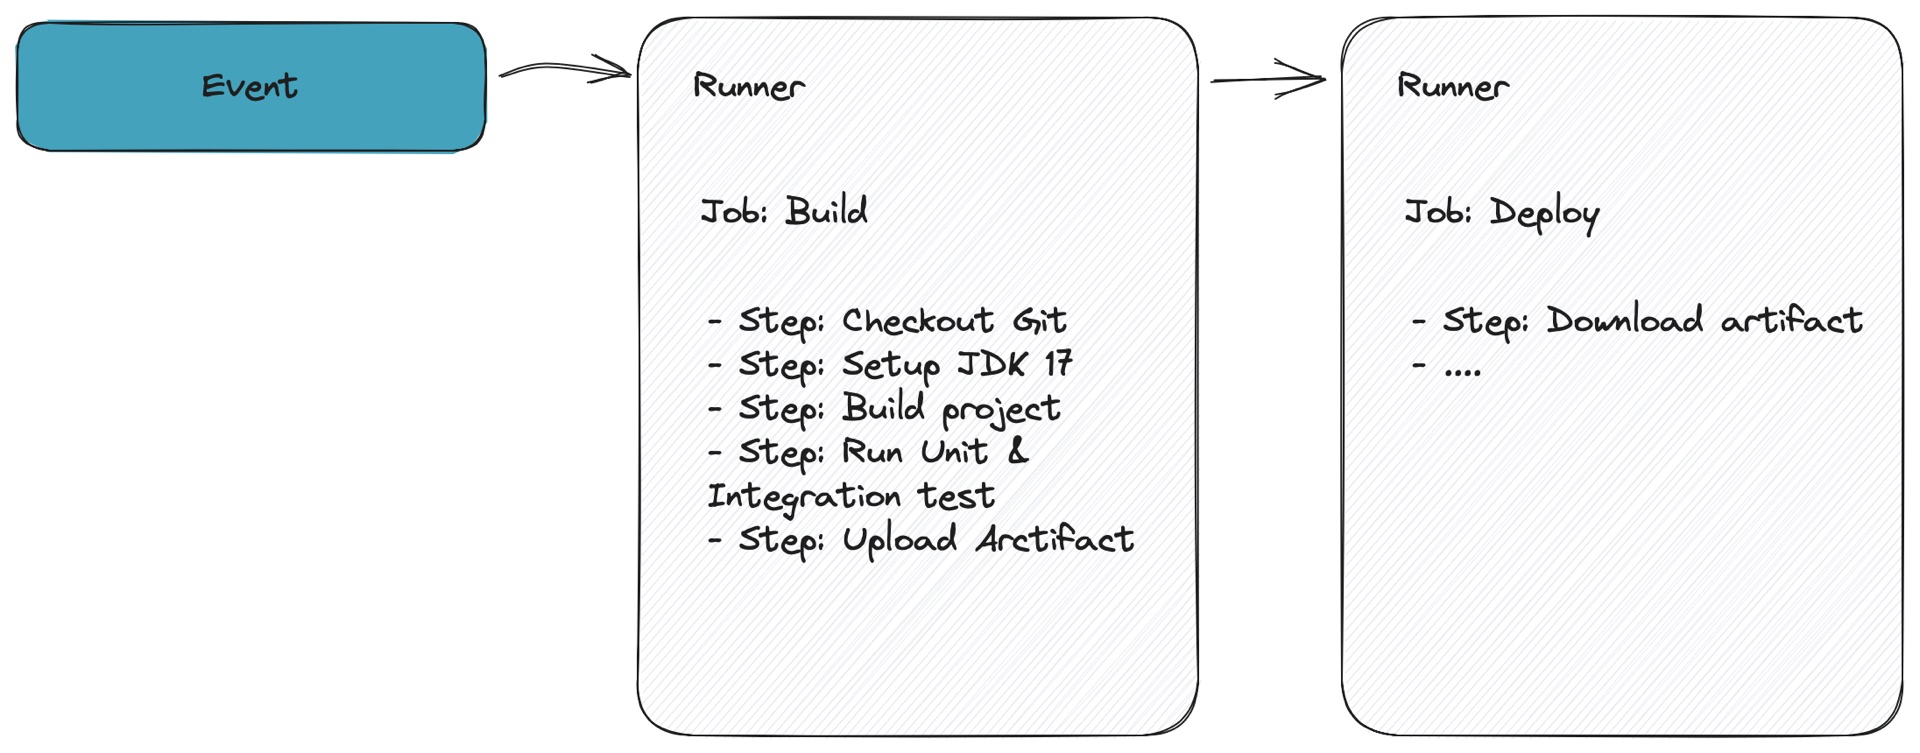 Event
Runner
Job: Build
- Step: Checkout Git
- Step: Setup JDK 17
- Step: Build project
- Step: Run Unit &
Integration test
- Step: Upload Arctifact
Runner
Job: Deploy
- Step: Download artifact
- ....